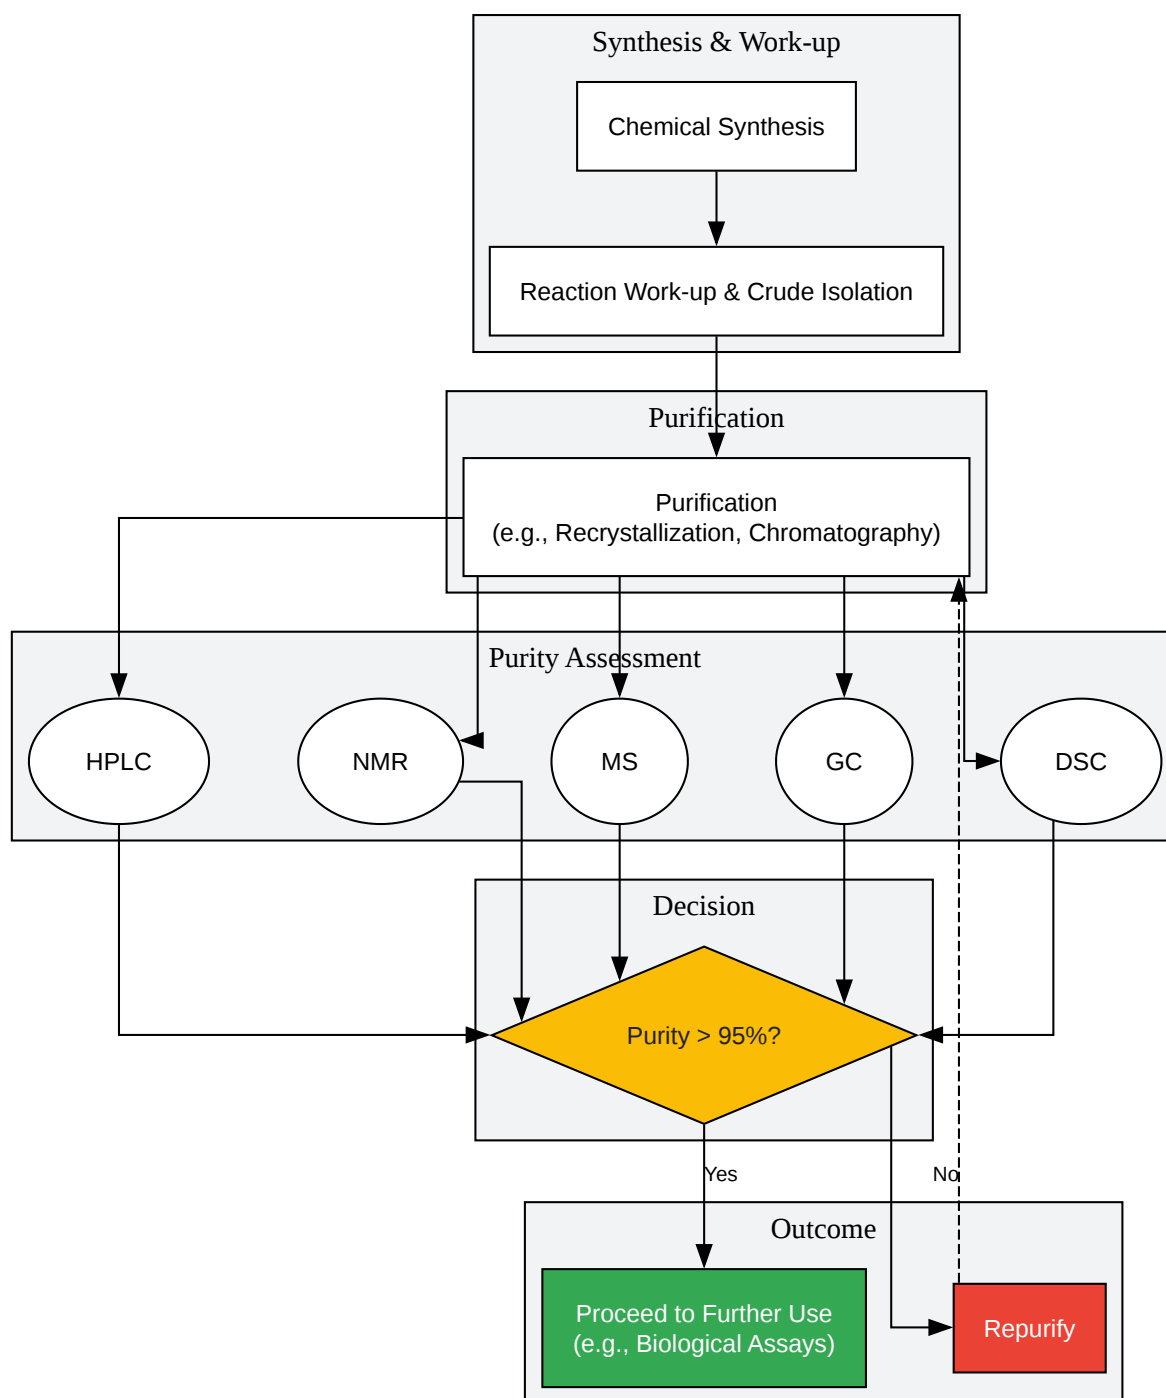 Synthesis & Work-up
Chemical Synthesis
Reaction Work-up & Crude Isolation
Purification
Purification
(e.g., Recrystallization, Chromatography)
Purity Assessment
HPLC
NMR
MS
GC
DSC
Decision
Purity > 95%?
Yes
No
Outcome
Proceed to Further Use
(e.g., Biological Assays)
Repurify